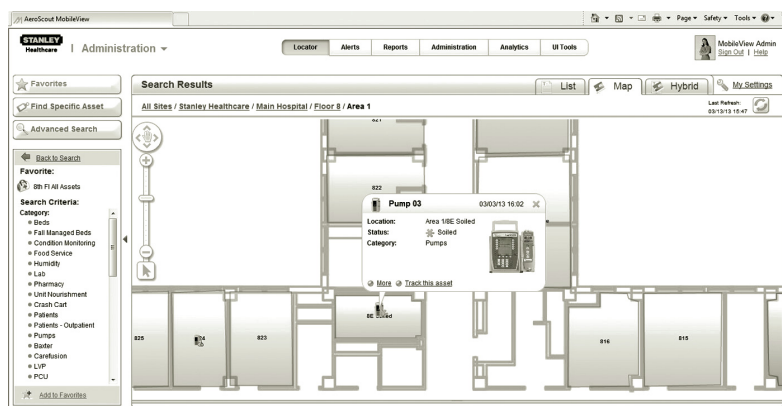 AeroScout MobileView
Page ▾ Safety ▾ Tools ▾
STANLEY
Healthcare
Administration
Locator Alerts Reports Administration Analytics UI Tools
MobileView Admin
Sign Out | Help
Favorites
Find Specific Asset
Advanced Search
Search Results
List Map Hybrid My Settings
All Sites / Stanley Healthcare / Main Hospital / Floor 8 / Area 1
Last Refresh:
03/13/13 15:47
Back to Search
Favorite:
8th Fl All Assets
Search Criteria:
Category:
Beds
Fall Managed Beds
Condition Monitoring
Food Service
Humidity
Lab
Pharmacy
Unit Nourishment
Crash Cart
Patients
Patients - Outpatient
Pumps
Baxter
Carefusion
LVP
PCU
Add to Favorites
821
822
Pump 03 03/03/13 16:02
Location: Area 1/8E Soiled
Status: Soiled
Category: Pumps
More Track this asset
8E Soiled
825 824 823 816 815